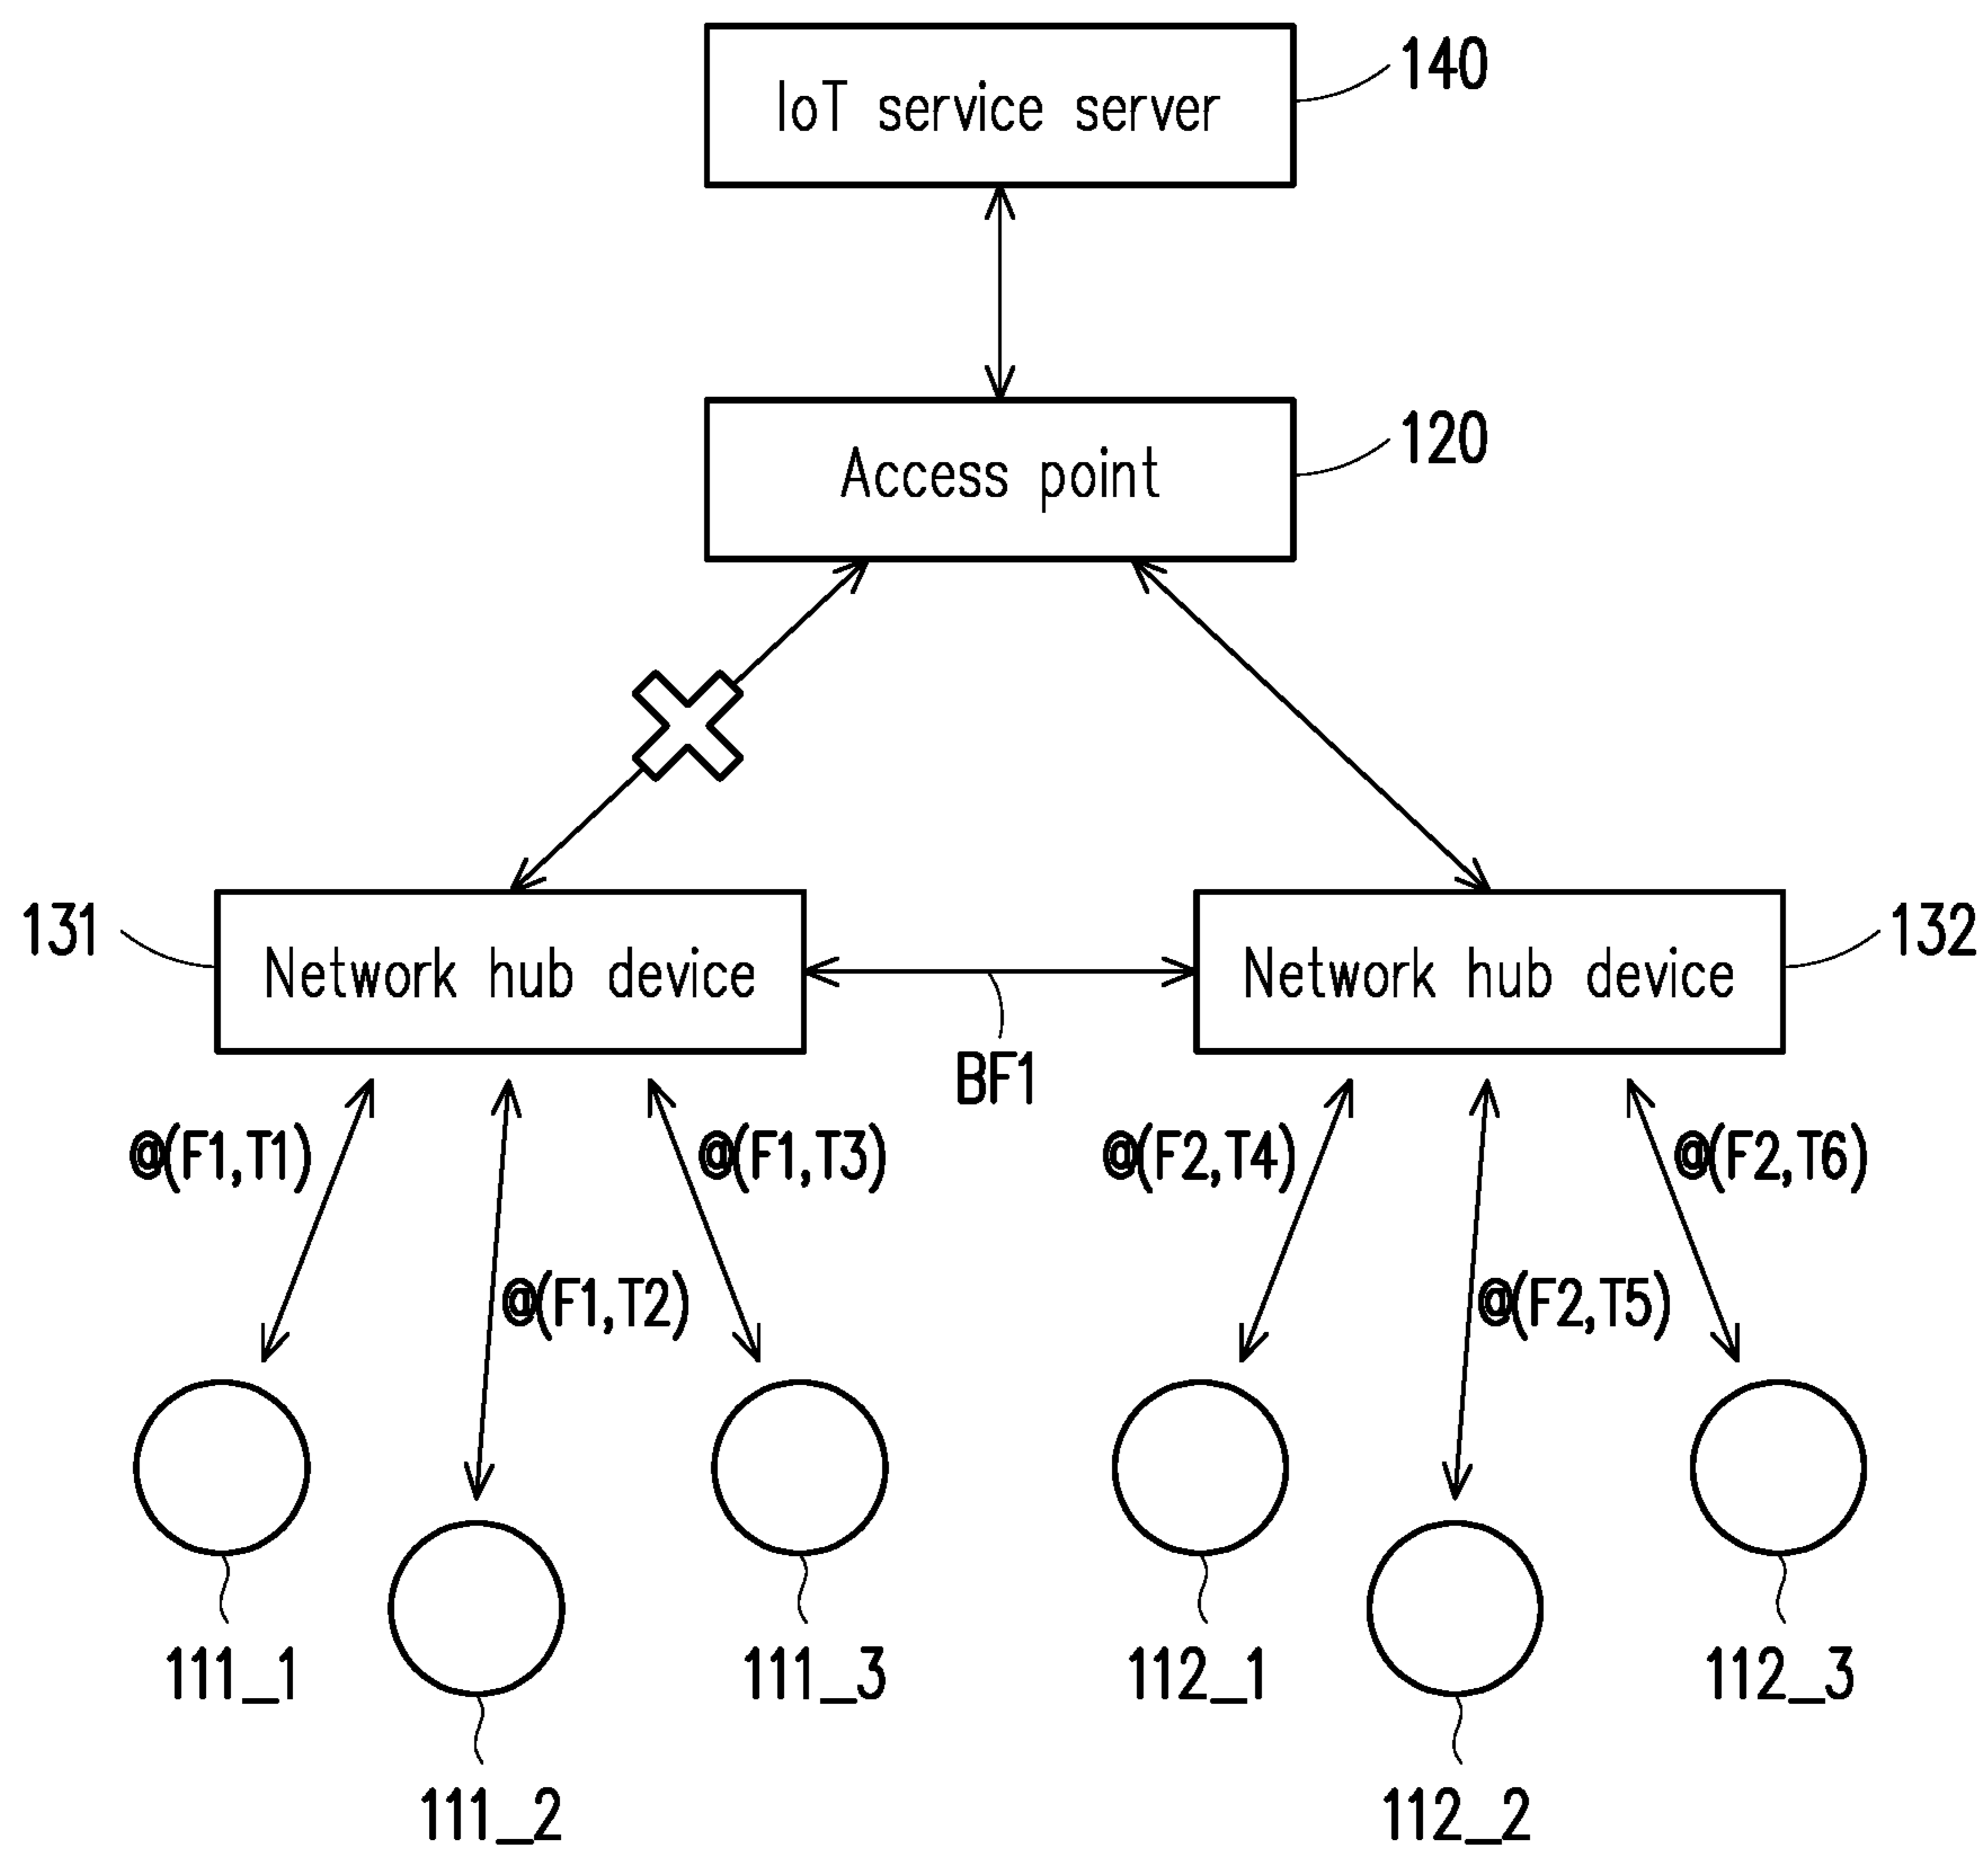 140
IoT service server
120
Access point
131
132
Network hub device
Network hub device
BF1
@(F1,T1)
@(F1,T3)
@(F2,T4)
@(F2,T6)
@(F1,T2)
@(F2,T5)
111_1
111_3
112_1
112_3
111_2
112_2